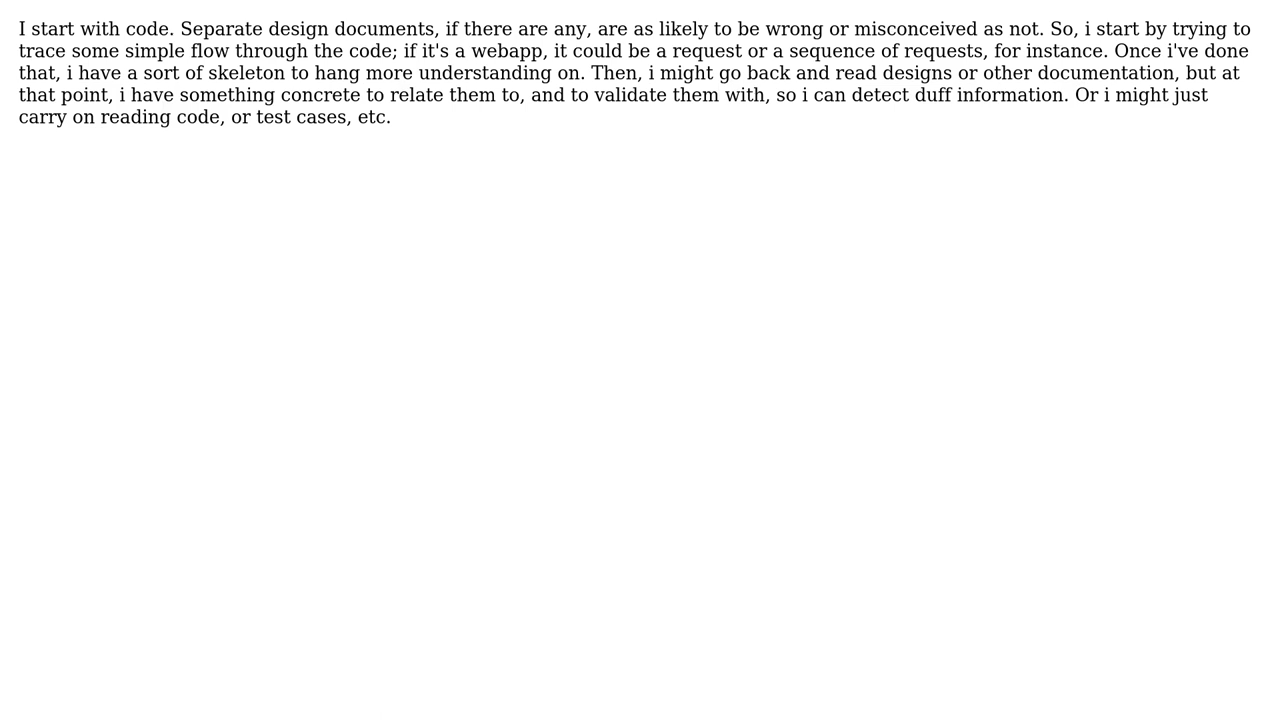 I start with code. Separate design documents, if there are any, are as likely to be wrong or misconceived as not. So, i start by trying to
trace some simple flow through the code; if it's a webapp, it could be a request or a sequence of requests, for instance. Once i've done
that, i have a sort of skeleton to hang more understanding on. Then, i might go back and read designs or other documentation, but at
that point, i have something concrete to relate them to, and to validate them with, so i can detect duff information. Or i might just
carry on reading code, or test cases, etc.